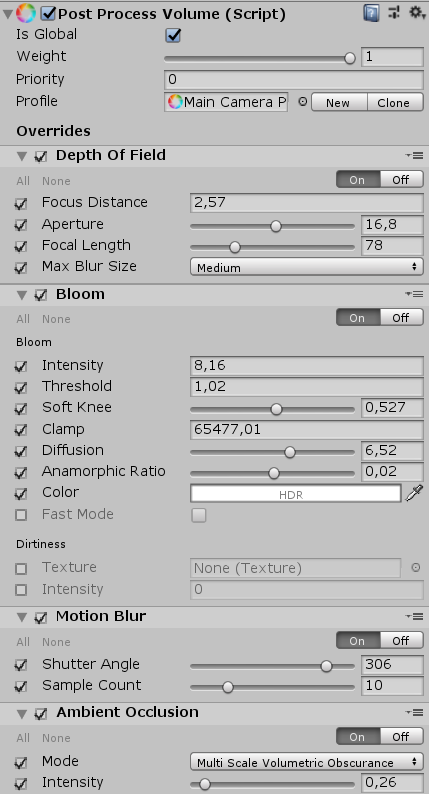 Post Process Volume (Script)
Is Global
Weight 1
Priority 0
Profile Main Camera P New Clone
Overrides
Depth Of Field
All None On Off
Focus Distance 2,57
Aperture 16,8
Focal Length 78
Max Blur Size Medium
Bloom
All None On Off
Bloom
Intensity 8,16
Threshold 1,02
Soft Knee 0,527
Clamp 65477,01
Diffusion 6,52
Anamorphic Ratio 0,02
Color HDR
Fast Mode
Dirtiness
Texture None (Texture)
Intensity 0
Motion Blur
All None On Off
Shutter Angle 306
Sample Count 10
Ambient Occlusion
All None On Off
Mode Multi Scale Volumetric Obscurance
Intensity 0,26